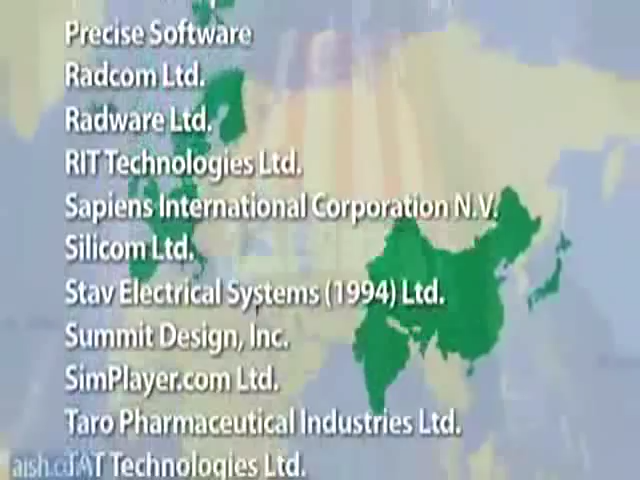 Precise Software
Radcom Ltd.
Radware Ltd.
RIT Technologies Ltd.
Sapiens International Corporation N.V.
Silicom Ltd.
Stav Electrical Systems (1994) Ltd.
Summit Design, Inc.
SimPlayer.com Ltd.
Taro Pharmaceutical Industries Ltd.
TAT Technologies Ltd.